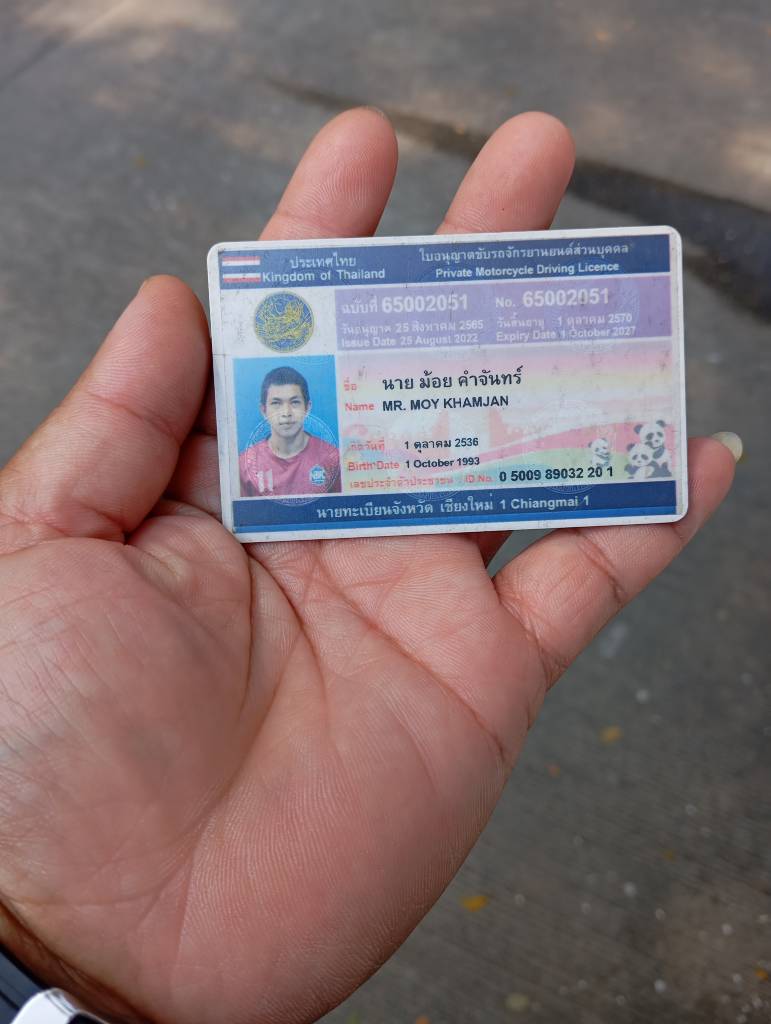 ประเทศไทย
Kingdom of Thailand
ใบอนุญาตขับรถจักรยานยนต์ส่วนบุคคล
Private Motorcycle Driving Licence
ฉบับที่ 65002051 No. 65002051
วันอนุญาต 25 สิงหาคม 2565 วันสิ้นอายุ 1 ตุลาคม 2570
Issue Date 25 August 2022 Expiry Date 1 October 2027
ชื่อ นาย ม้อย คำจันทร์
Name MR. MOY KHAMJAN
เกิดวันที่ 1 ตุลาคม 2536
Birth Date 1 October 1993
เลขประจำตัวประชาชน ID No. 0 5009 89032 20 1
11
นายทะเบียนจังหวัด เชียงใหม่ 1 Chiangmai 1